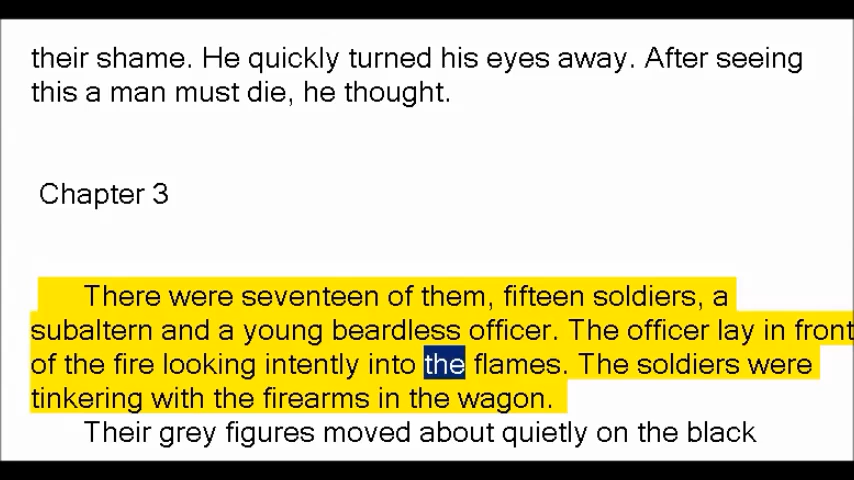 their shame. He quickly turned his eyes away. After seeing
this a man must die, he thought.
Chapter 3
There were seventeen of them, fifteen soldiers, a
subaltern and a young beardless officer. The officer lay in front
of the fire looking intently into the flames. The soldiers were
tinkering with the firearms in the wagon.
Their grey figures moved about quietly on the black